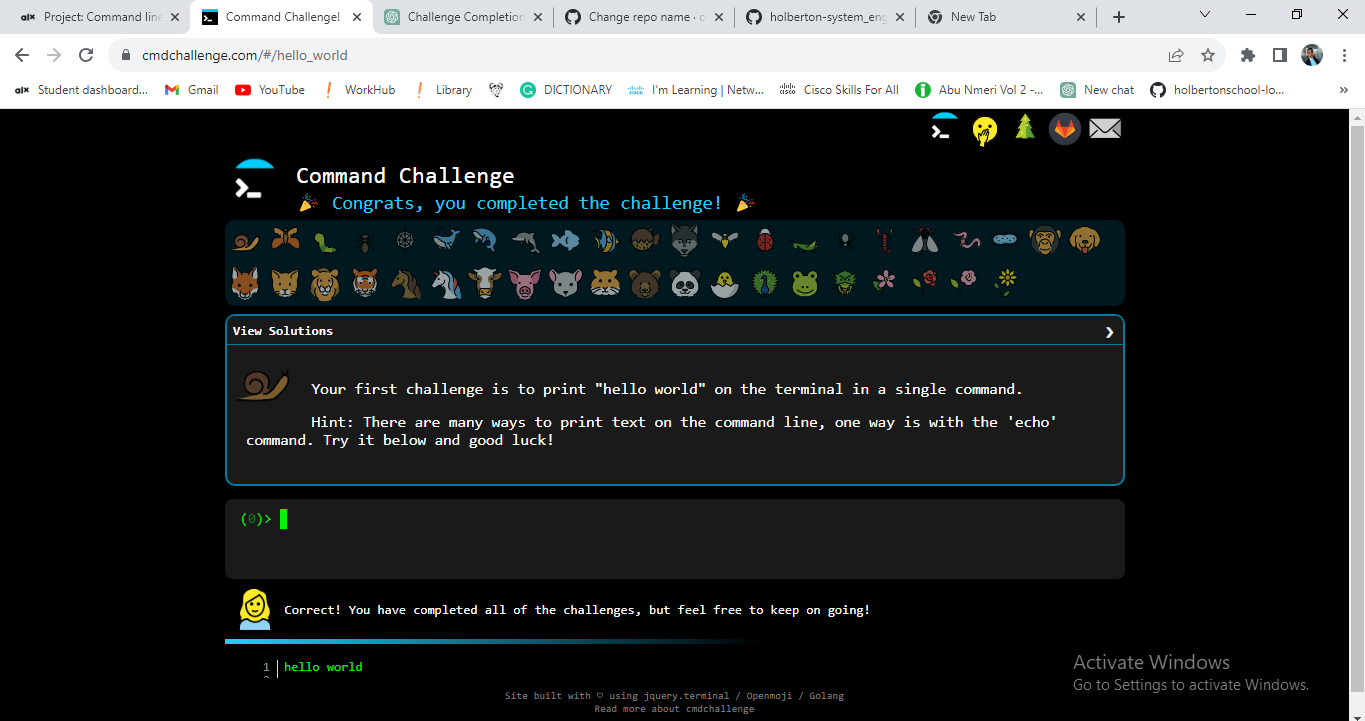 alx Project: Command line
Command Challenge!
Challenge Completion
Change repo name · c
holberton-system_eng
New Tab
cmdchallenge.com/#/hello_world
alx Student dashboard...
Gmail
YouTube
WorkHub
Library
DICTIONARY
I'm Learning | Netw...
Cisco Skills For All
Abu Nmeri Vol 2 -...
New chat
holbertonschool-lo...
»
Command Challenge
Congrats, you completed the challenge!
View Solutions
Your first challenge is to print "hello world" on the terminal in a single command.
Hint: There are many ways to print text on the command line, one way is with the 'echo'
command. Try it below and good luck!
(0)>
Correct! You have completed all of the challenges, but feel free to keep on going!
1 hello world
Activate Windows
Go to Settings to activate Windows.
Site built with ♡ using jquery.terminal / Openmoji / Golang
Read more about cmdchallenge